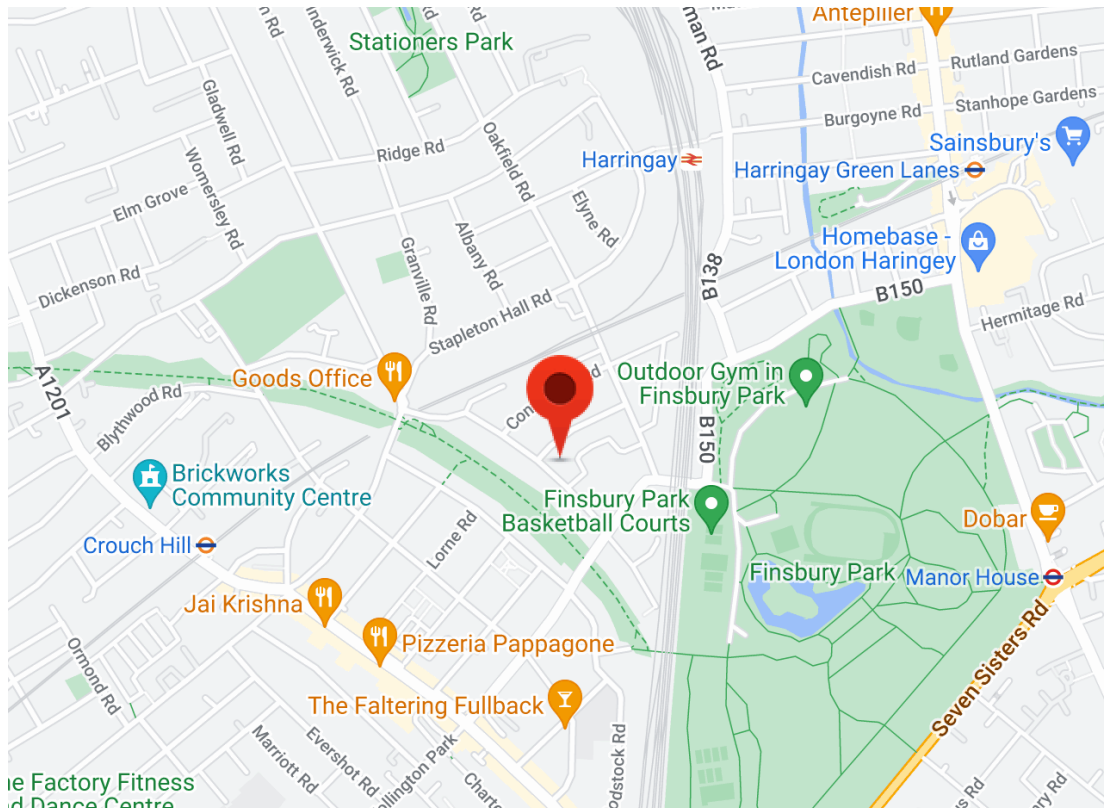 Antepliler
Stationers Park
Cavendish Rd
Rutland Gardens
Gladwell Rd
Oakfield Rd
Burgoyne Rd
Stanhope Gardens
Sainsbury's
Ridge Rd
Womersley Rd
Harringay
Harringay Green Lanes
Elm Grove
Elyne Rd
Albany Rd
Granville Rd
Homebase -
London Haringey
Dickenson Rd
B138
B150
Stapleton Hall Rd
Hermitage Rd
A1201
Goods Office
Outdoor Gym in
Finsbury Park
Blythwood Rd
B150
Brickworks
Community Centre
Finsbury Park
Basketball Courts
Dobar
Lorne Rd
Crouch Hill
Finsbury Park
Manor House
Jai Krishna
Pizzeria Pappagone
Seven Sisters Rd
Ormond Rd
The Faltering Fullback
Marriott Rd
Evershot Rd
Factory Fitness
Dance Centre